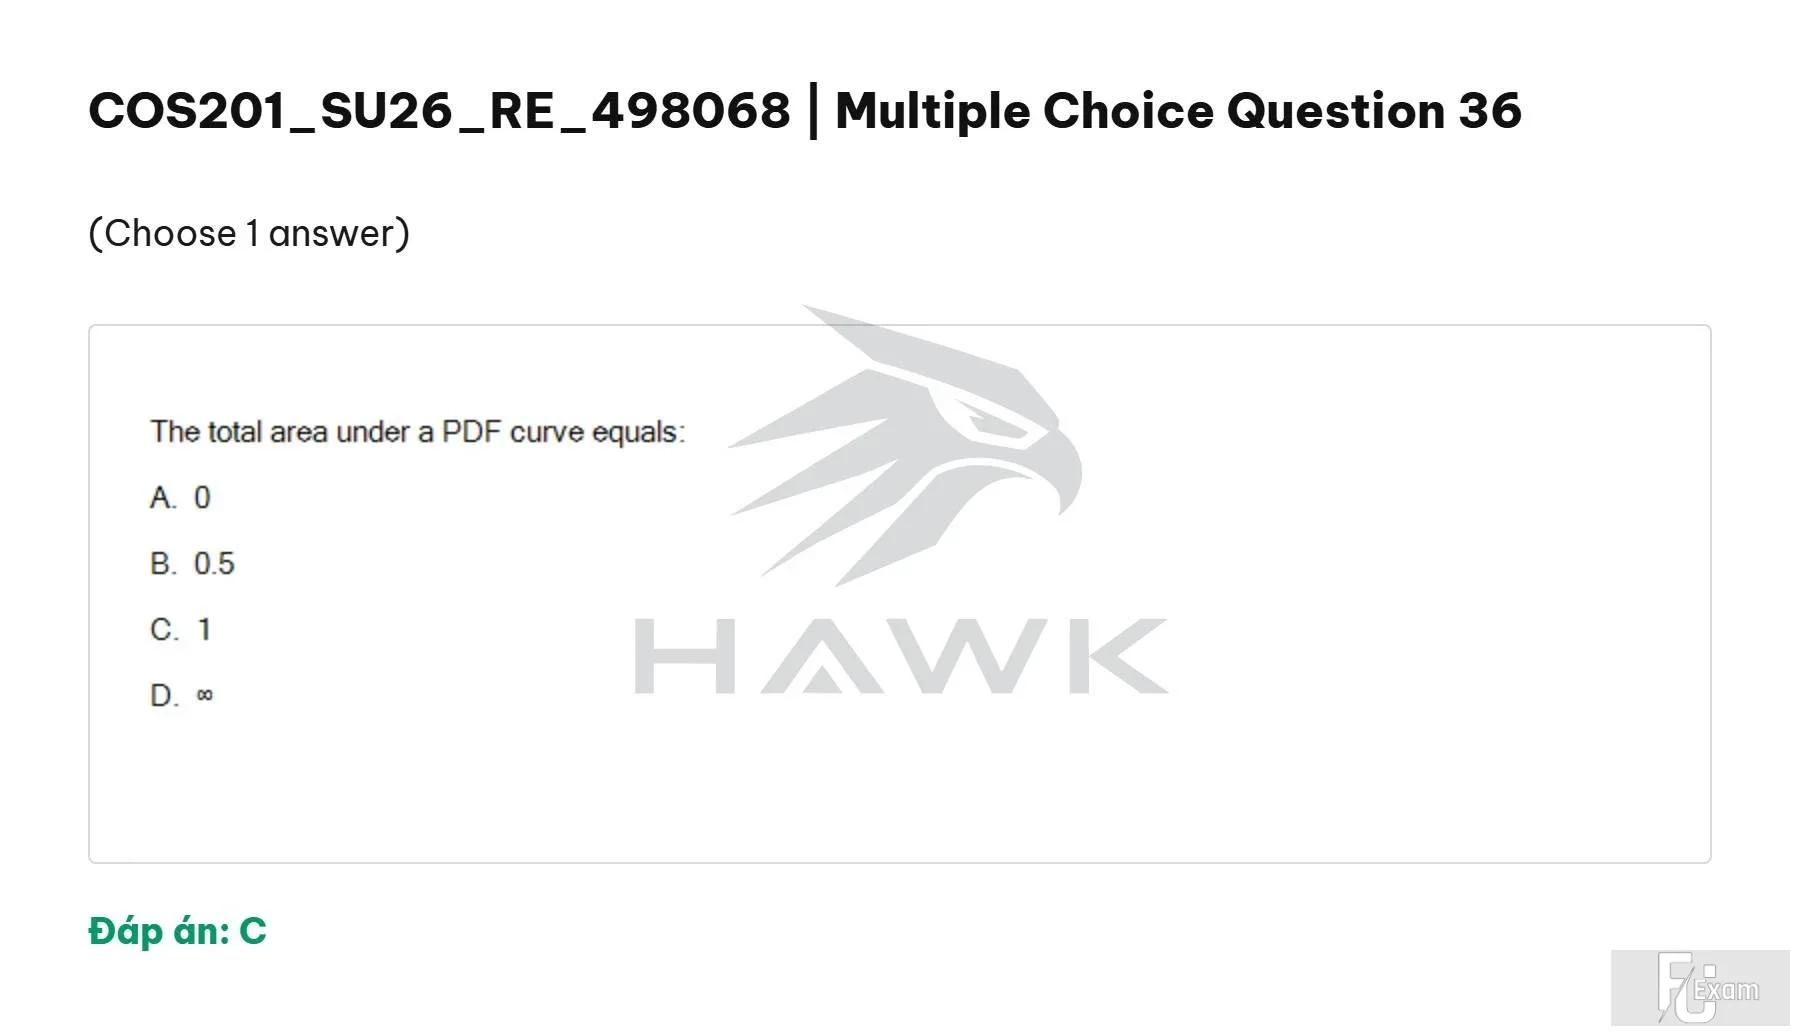 COS201_SU26_RE_498068 | Multiple Choice Question 36
(Choose 1 answer)
The total area under a PDF curve equals:
A. 0
B. 0.5
C. 1
D. ∞
HAWK
Đáp án: C
FU Exam